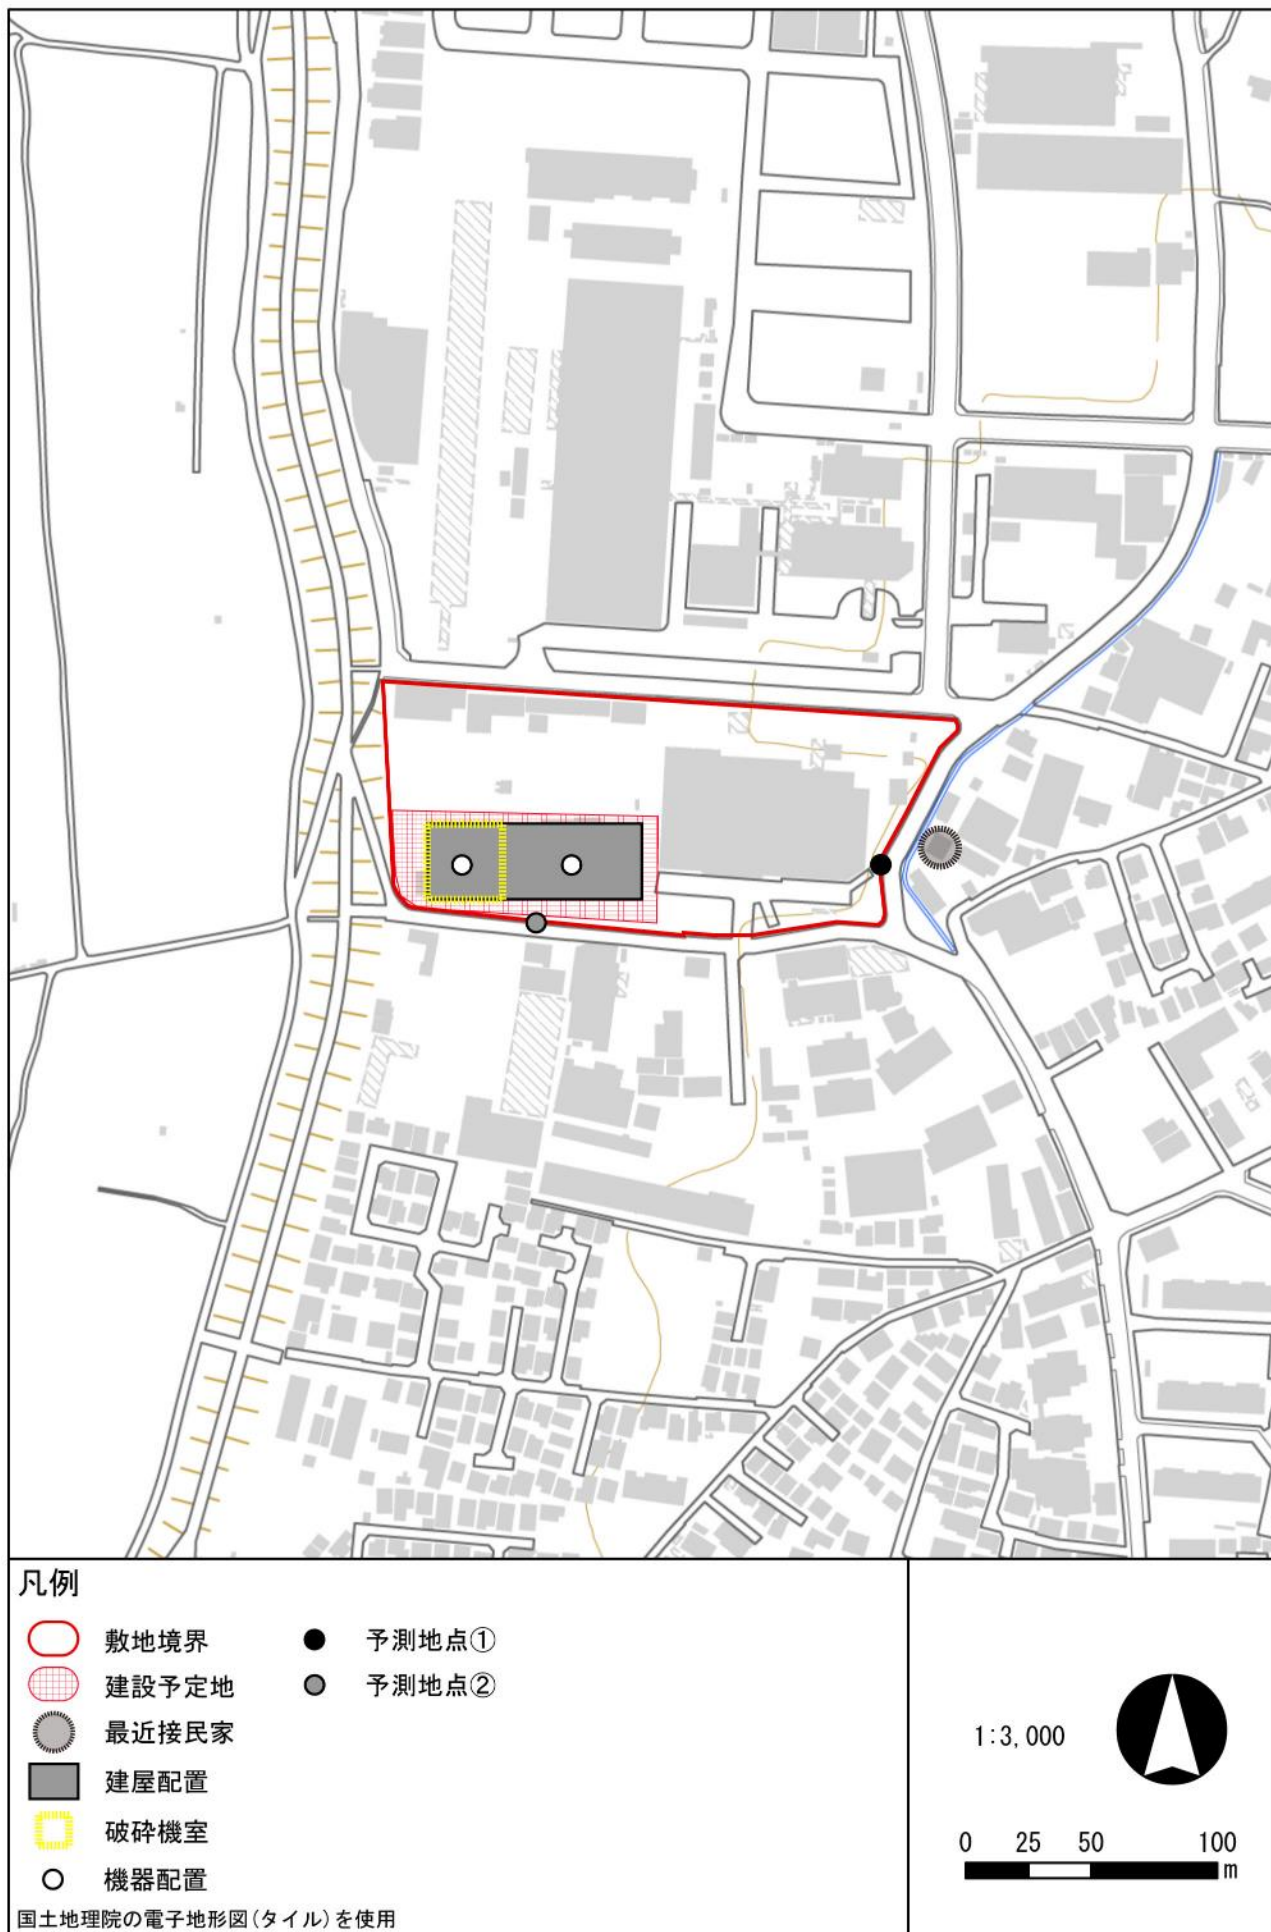 凡例
敷地境界
予測地点①
建設予定地
予測地点②
最近接民家
建屋配置
破砕機室
機器配置
国土地理院の電子地形図(タイル)を使用
1:3,000
0 25 50 100
m